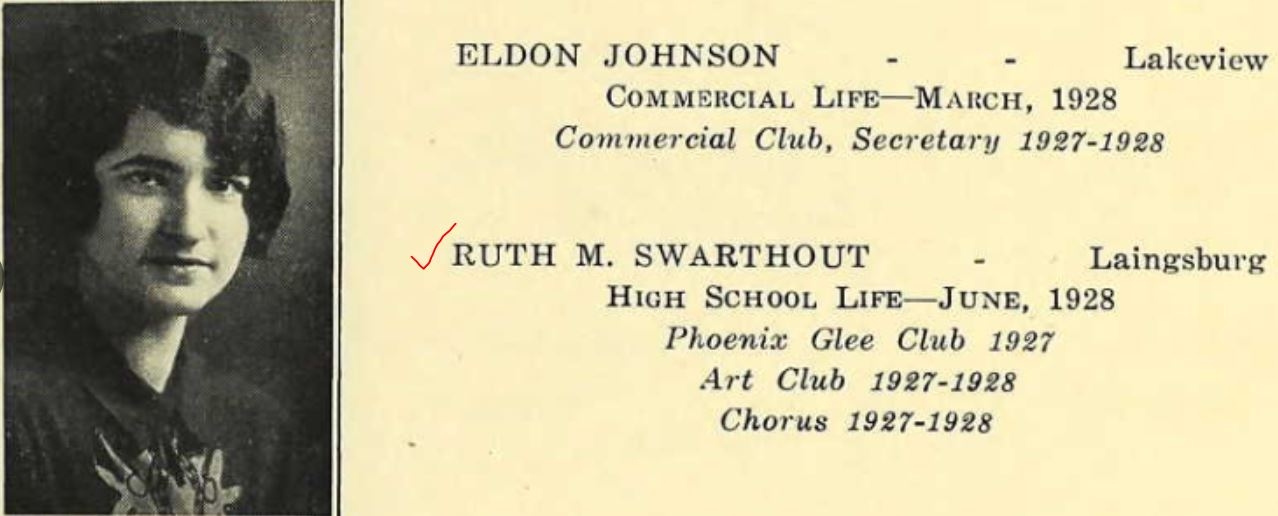 ELDON JOHNSON - - Lakeview
COMMERCIAL LIFE—MARCH, 1928
Commercial Club, Secretary 1927-1928
RUTH M. SWARTHOUT - Laingsburg
HIGH SCHOOL LIFE—JUNE, 1928
Phoenix Glee Club 1927
Art Club 1927-1928
Chorus 1927-1928